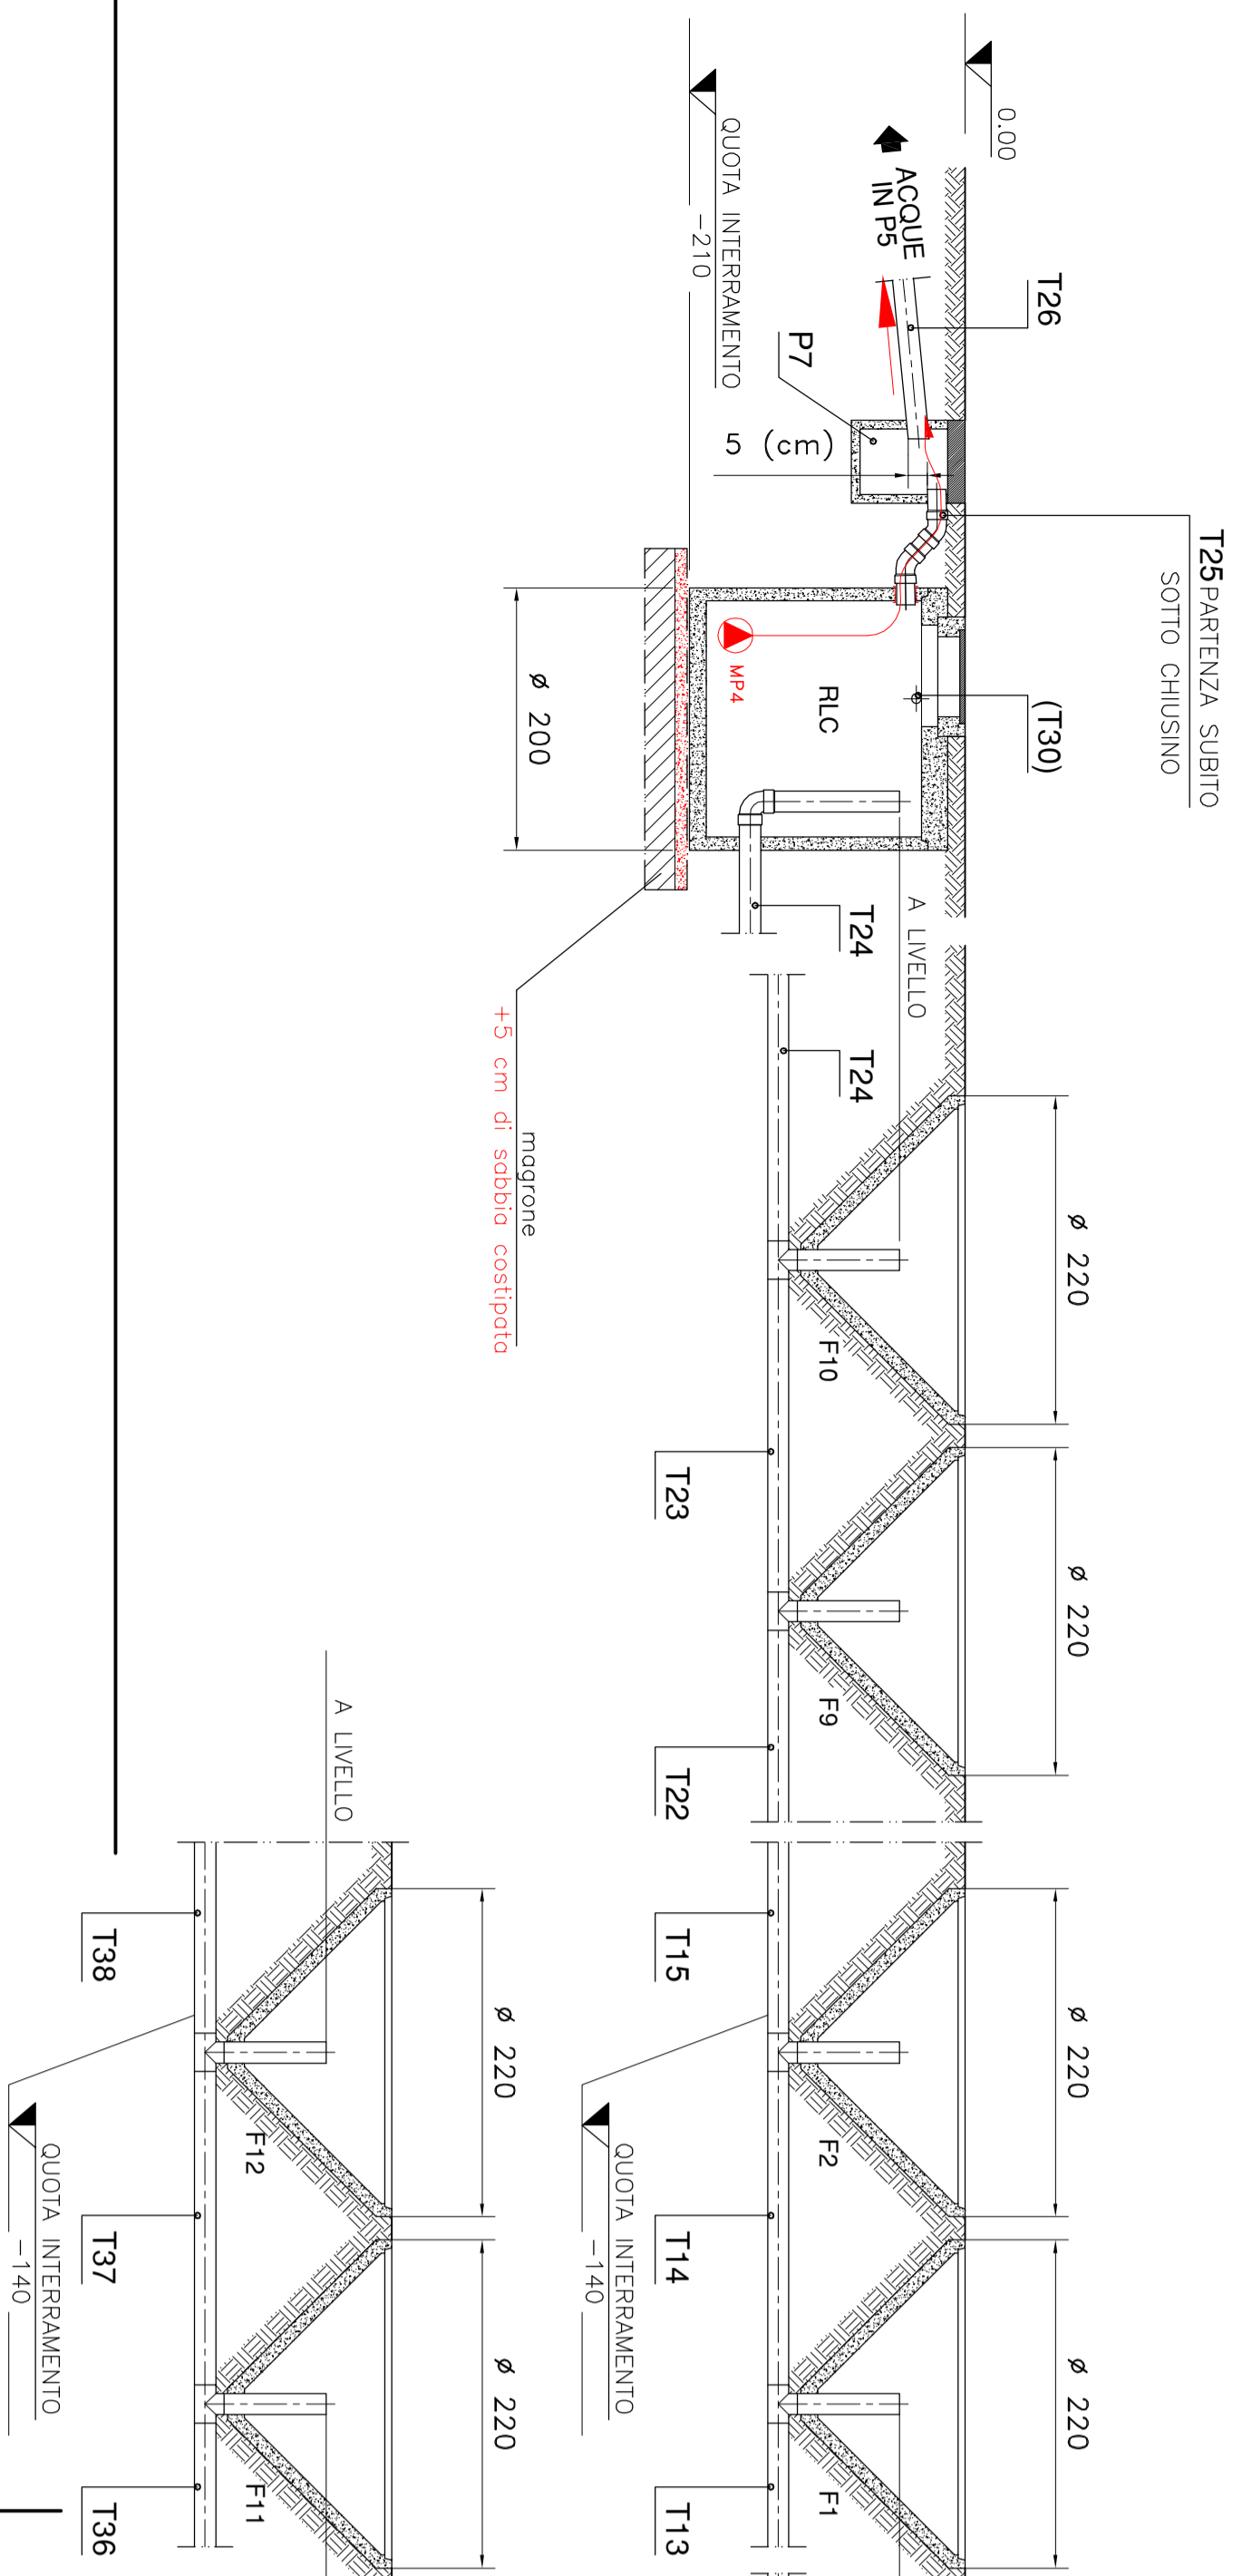 0.00
T26
T25 PARTENZA SUBITO
SOTTO CHIUSINO
(T30)
ACQUE
IN P5
P7
5 (cm)
QUOTA INTERRAMENTO
-210
MP4
RLC
ø 200
T24
A LIVELLO
T24
magrone
+5 cm di sabbia costipata
ø 220
ø 220
ø 220
ø 220
F10
F9
F2
F1
T23
T22
T15
T14
T13
QUOTA INTERRAMENTO
-140
A LIVELLO
ø 220
ø 220
F12
F11
T38
T37
T36
QUOTA INTERRAMENTO
-140